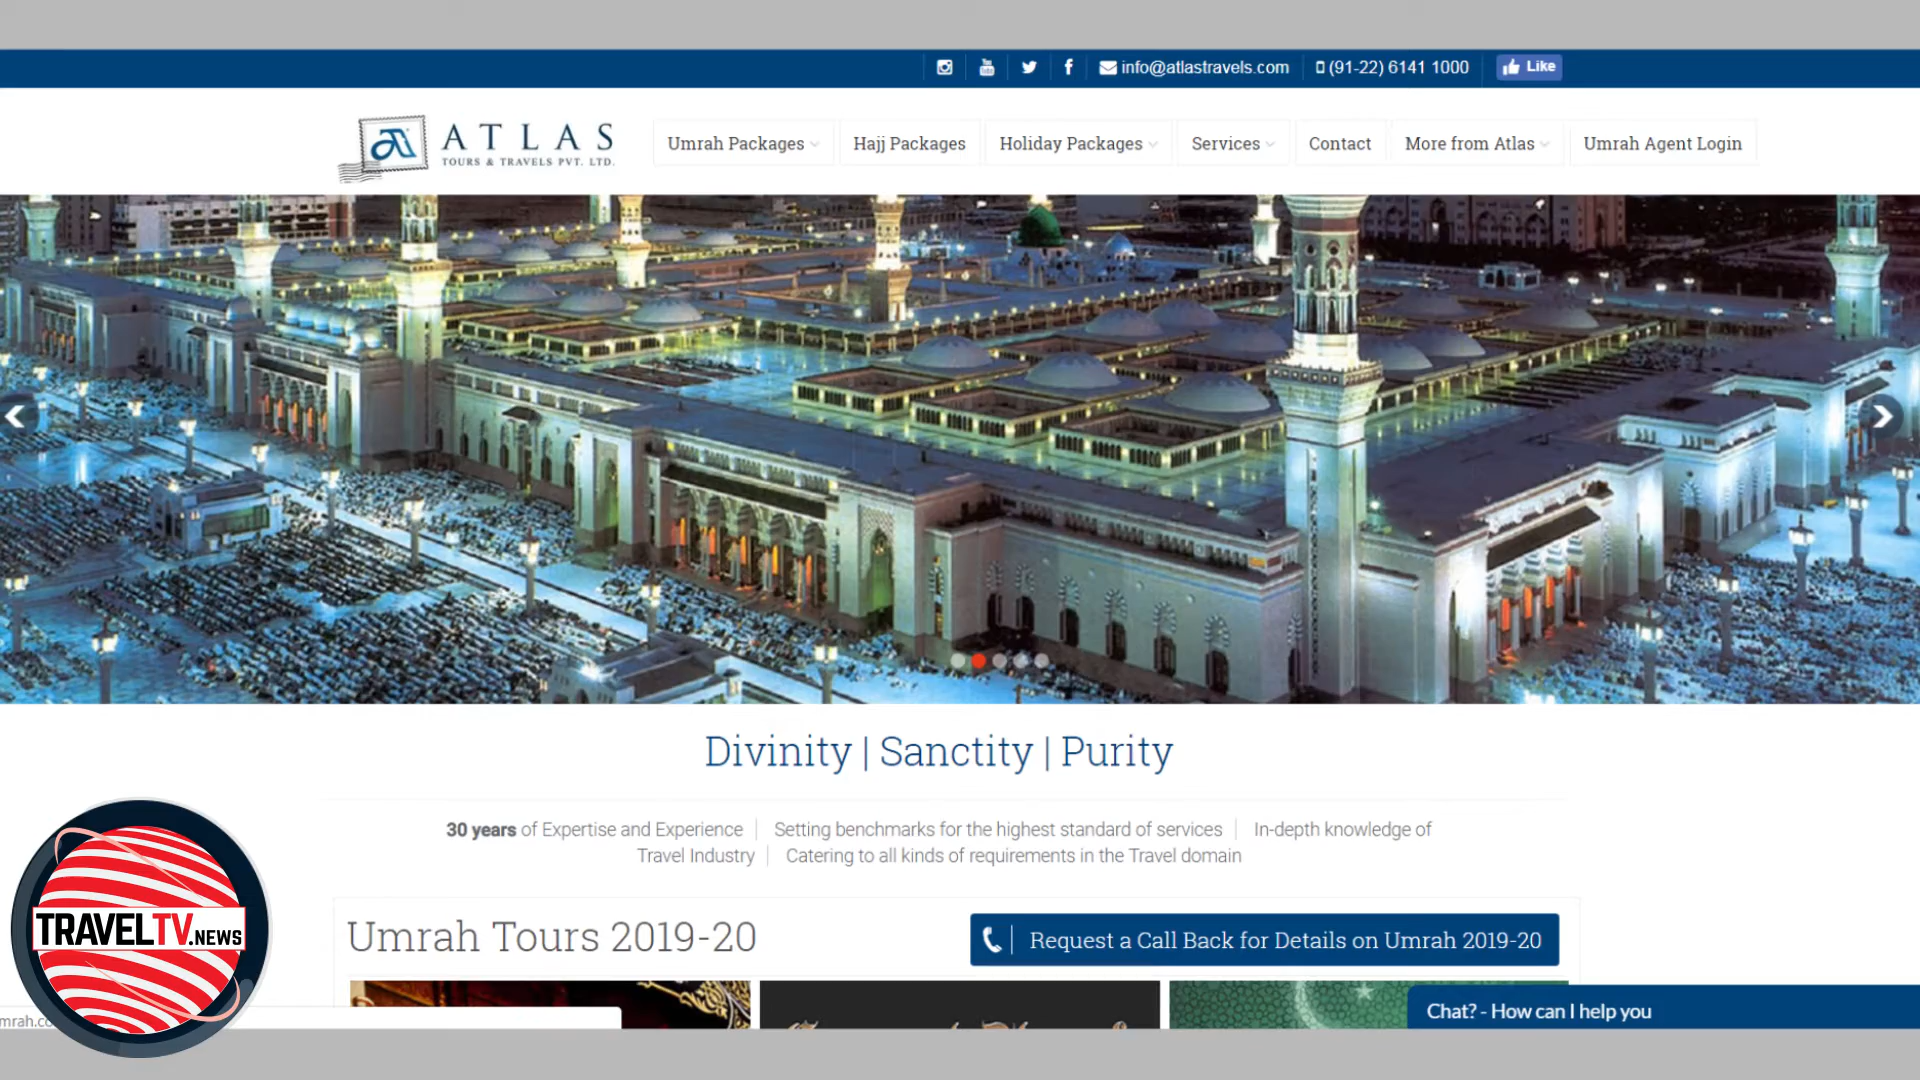 info@atlastravels.com
(91-22) 6141 1000
Like
ATLAS
TOURS & TRAVELS PVT. LTD.
Umrah Packages
Hajj Packages
Holiday Packages
Services
Contact
More from Atlas
Umrah Agent Login
Divinity | Sanctity | Purity
30 years of Expertise and Experience | Setting benchmarks for the highest standard of services | In-depth knowledge of
Travel Industry | Catering to all kinds of requirements in the Travel domain
Umrah Tours 2019-20
Request a Call Back for Details on Umrah 2019-20
TRAVELTV.NEWS
mrah.co
Chat? - How can I help you